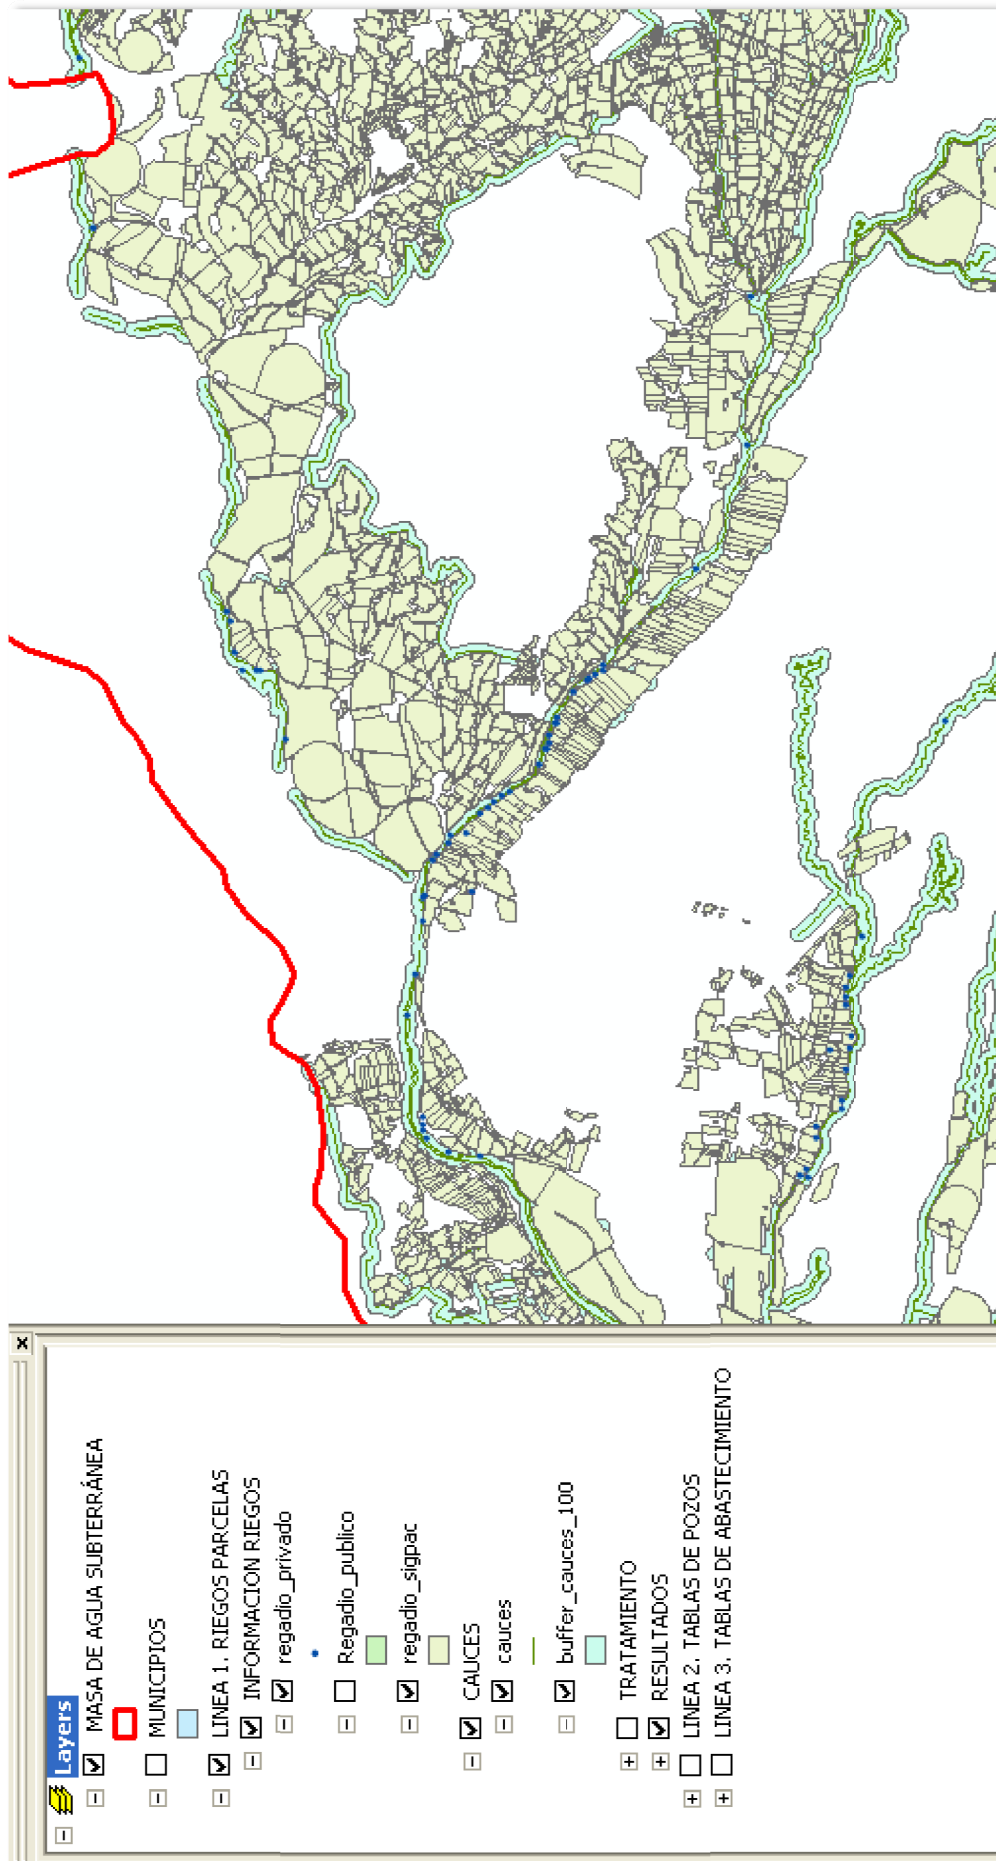 Layers
MASA DE AGUA SUBTERRÁNEA
MUNICIPIOS
LINEA 1. RIEGOS PARCELAS
INFORMACION RIEGOS
regadio_privado
Regadio_publico
regadio_sigpac
CAUCES
cauces
buffer_cauces_100
TRATAMIENTO
RESULTADOS
LINEA 2. TABLAS DE POZOS
LINEA 3. TABLAS DE ABASTECIMIENTO